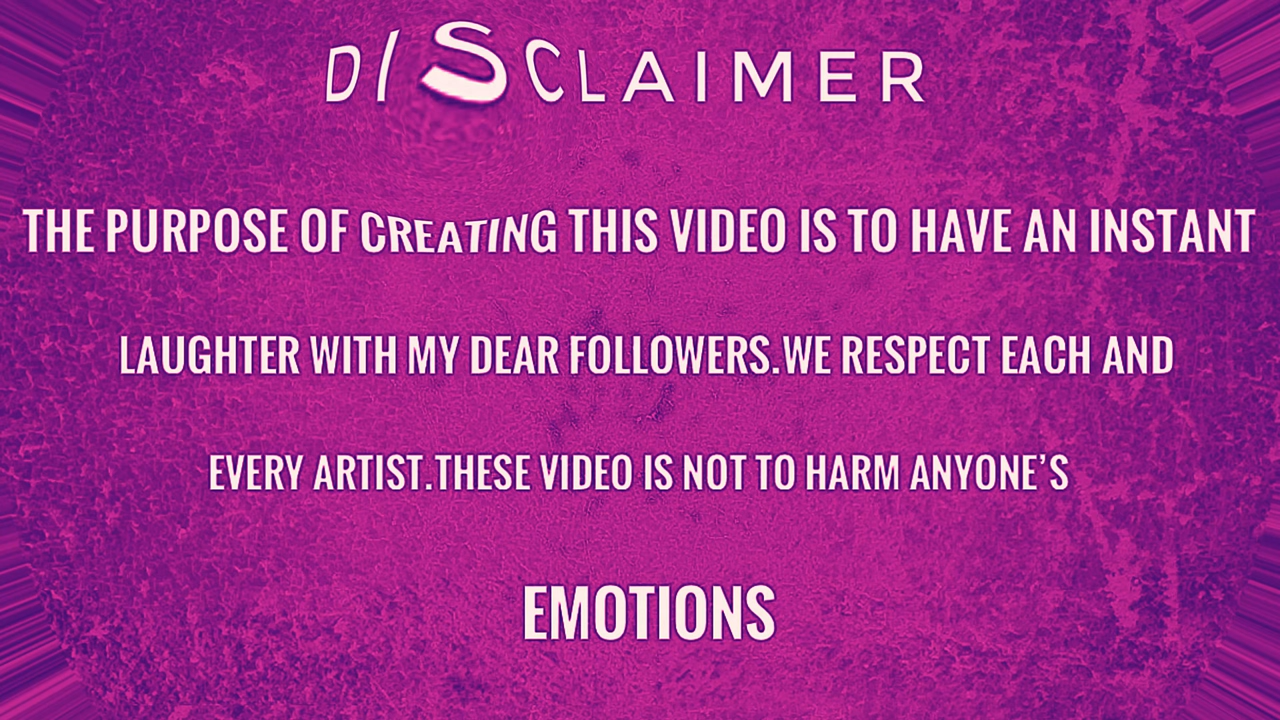 DISCLAIMER
THE PURPOSE OF CREATING THIS VIDEO IS TO HAVE AN INSTANT
LAUGHTER WITH MY DEAR FOLLOWERS.WE RESPECT EACH AND
EVERY ARTIST.THESE VIDEO IS NOT TO HARM ANYONE’S
EMOTIONS